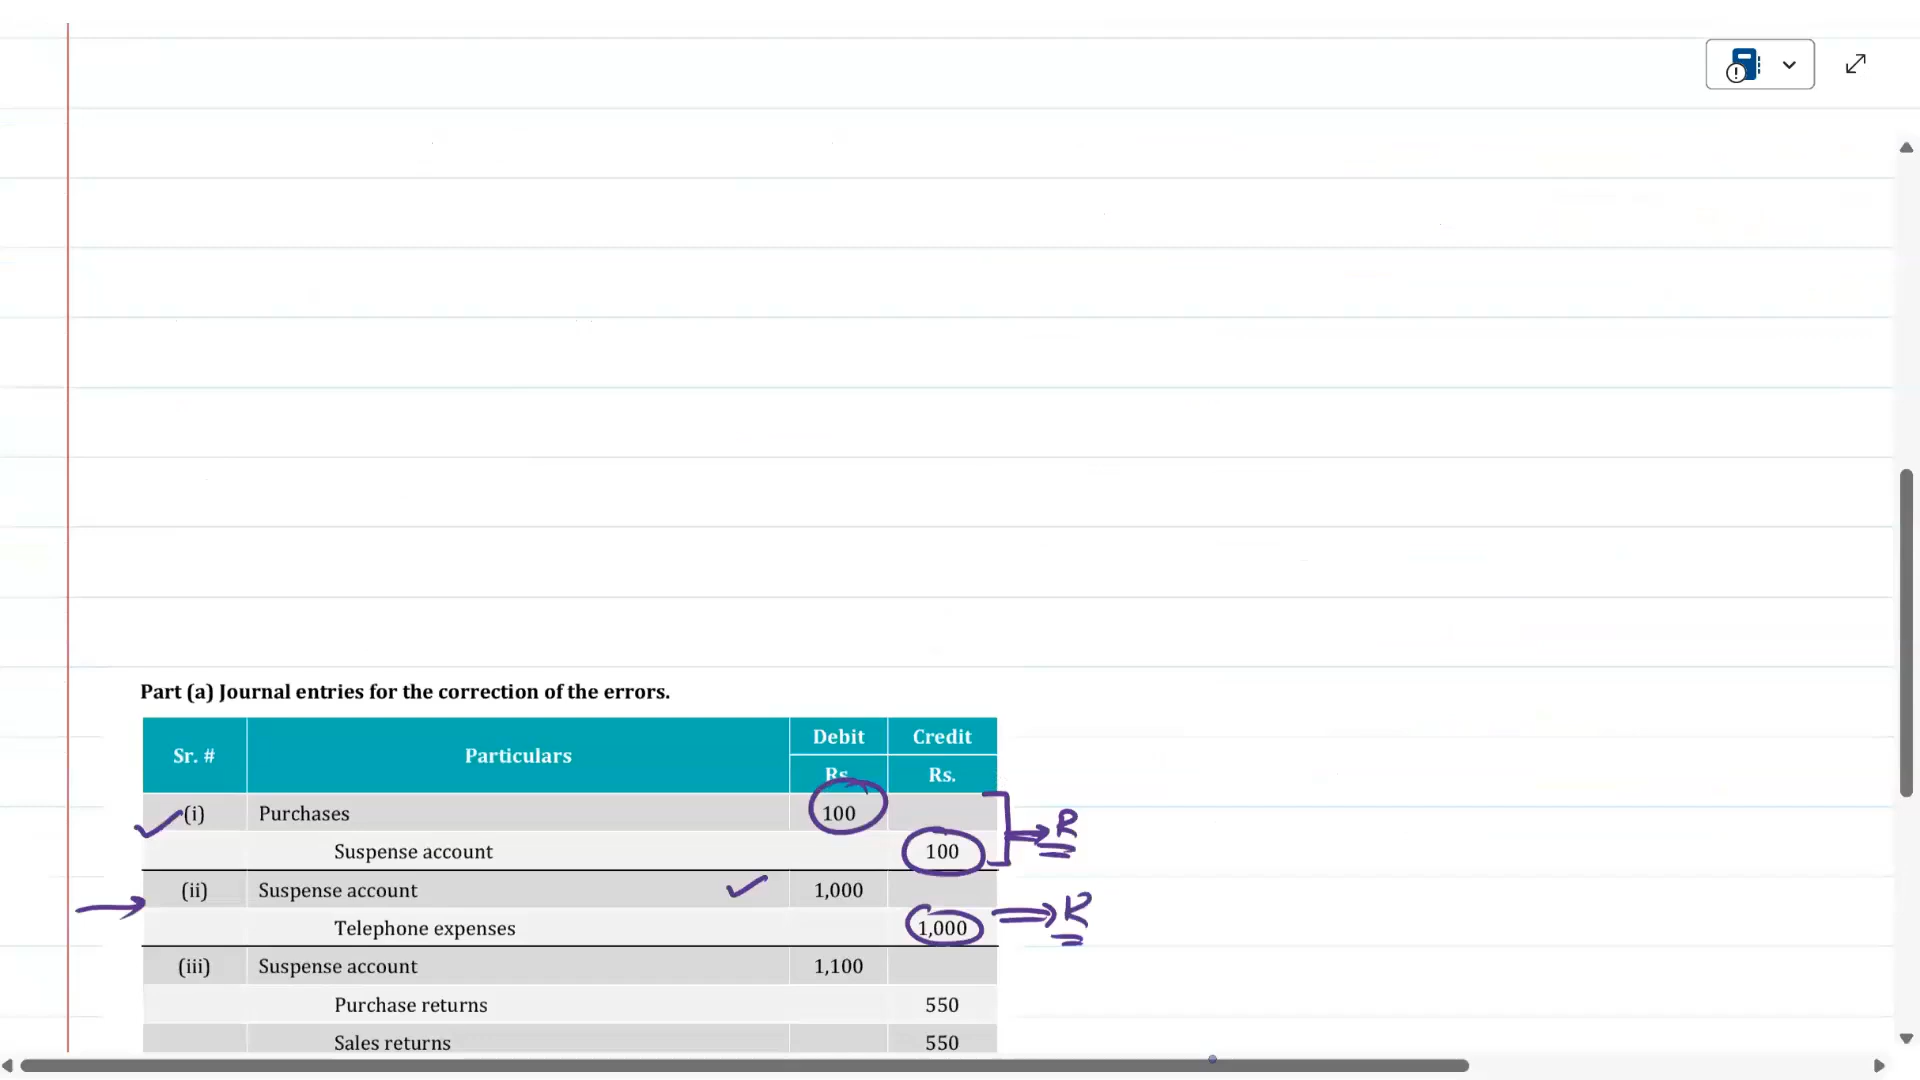 Part (a) Journal entries for the correction of the errors.
Sr. # Particulars Debit Credit
Rs. Rs.
(i) Purchases 100
Suspense account 100
R
(ii) Suspense account 1,000
Telephone expenses 1,000
R
(iii) Suspense account 1,100
Purchase returns 550
Sales returns 550